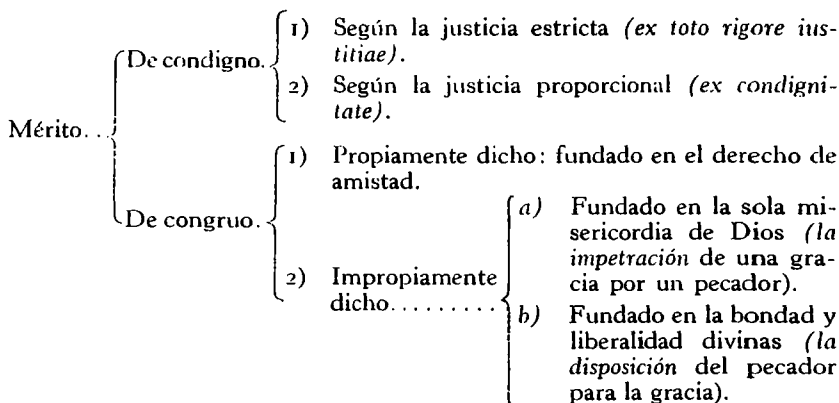 1) Según la justicia estricta (ex toto rigore ius-
titiae).
De condigno.
2) Según la justicia proporcional (ex condigni-
tate).
Mérito...
1) Propiamente dicho: fundado en el derecho de
amistad.
De congruo.
a) Fundado en la sola mi-
sericordia de Dios (la
impetración de una gra-
cia por un pecador).
2) Impropiamente
dicho.........
b) Fundado en la bondad y
liberalidad divinas (la
disposición del pecador
para la gracia).